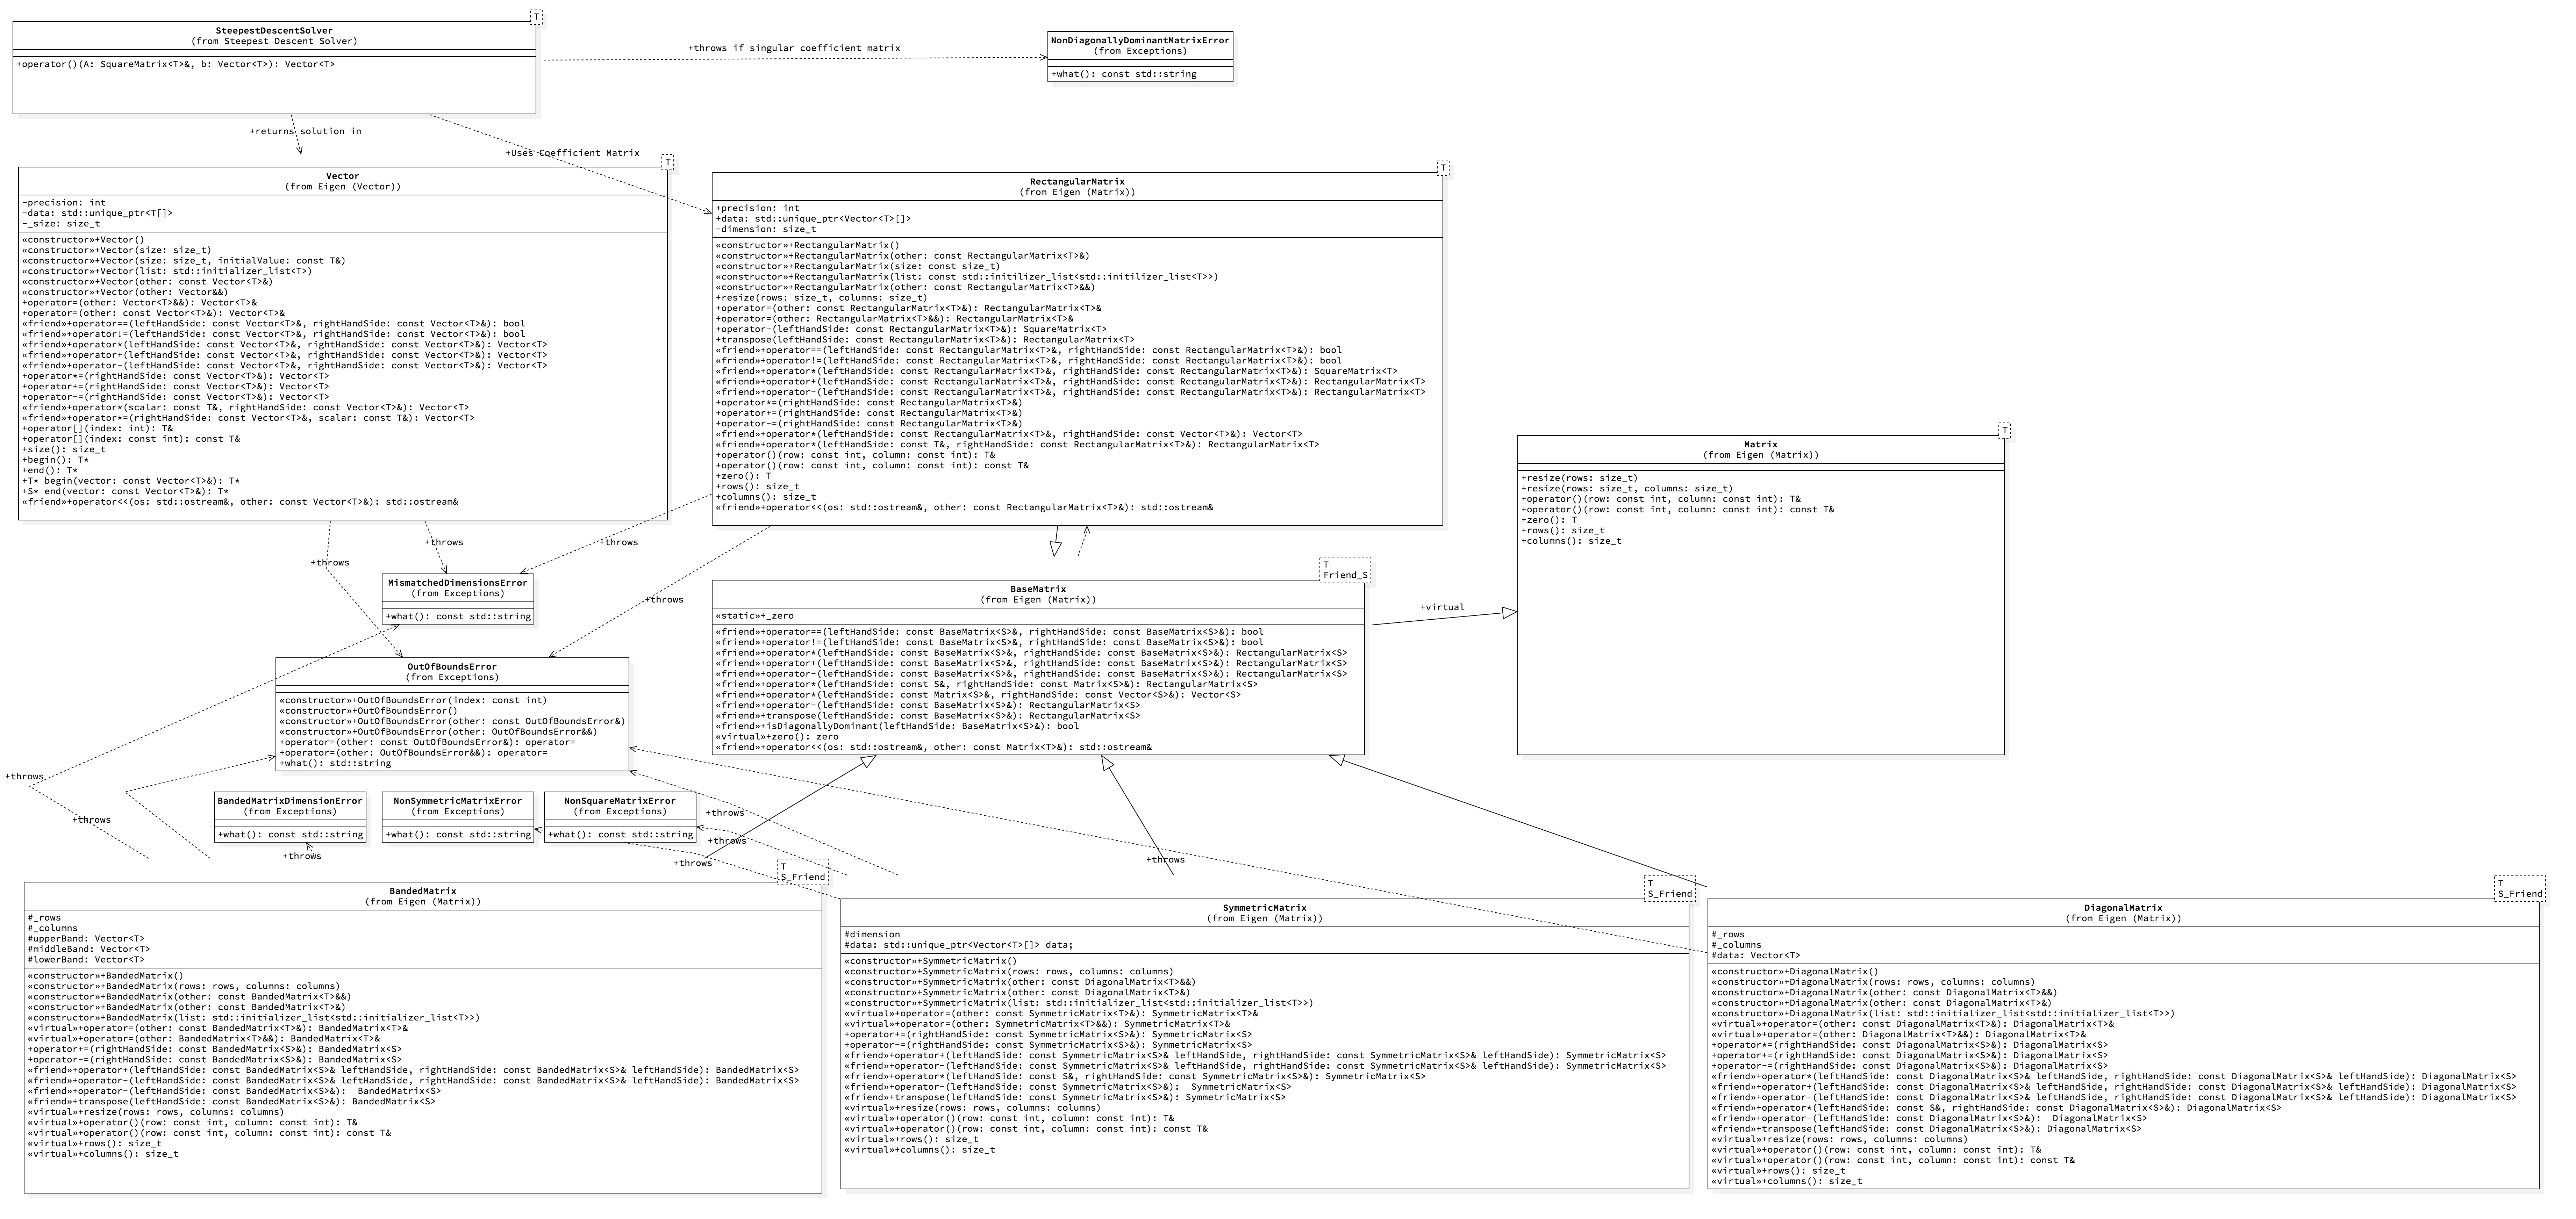 T
SteepestDescentSolver
(from Steepest Descent Solver)
+operator()(A: SquareMatrix<T>&, b: Vector<T>): Vector<T>
+throws if singular coefficient matrix
NonDiagonallyDominantMatrixError
(from Exceptions)
+what(): const std::string
+returns solution in
+Uses Coefficient Matrix
T
Vector
(from Eigen (Vector))
-precision: int
-data: std::unique_ptr<T[]>
-_size: size_t
«constructor»+Vector()
«constructor»+Vector(size: size_t)
«constructor»+Vector(size: size_t, initialValue: const T&)
«constructor»+Vector(list: std::initializer_list<T>)
«constructor»+Vector(other: const Vector<T>&)
«constructor»+Vector(other: Vector&&)
+operator=(other: Vector<T>&&): Vector<T>&
+operator=(other: const Vector<T>&): Vector<T>&
«friend»+operator==(leftHandSide: const Vector<T>&, rightHandSide: const Vector<T>&): bool
«friend»+operator!=(leftHandSide: const Vector<T>&, rightHandSide: const Vector<T>&): bool
«friend»+operator*(leftHandSide: const Vector<T>&, rightHandSide: const Vector<T>&): Vector<T>
«friend»+operator+(leftHandSide: const Vector<T>&, rightHandSide: const Vector<T>&): Vector<T>
«friend»+operator-(leftHandSide: const Vector<T>&, rightHandSide: const Vector<T>&): Vector<T>
+operator*=(rightHandSide: const Vector<T>&): Vector<T>
+operator+=(rightHandSide: const Vector<T>&): Vector<T>
+operator-=(rightHandSide: const Vector<T>&): Vector<T>
«friend»+operator*(scalar: const T&, rightHandSide: const Vector<T>&): Vector<T>
«friend»+operator*=(rightHandSide: const Vector<T>&, scalar: const T&): Vector<T>
+operator[](index: int): T&
+operator[](index: const int): const T&
+size(): size_t
+begin(): T*
+end(): T*
+T* begin(vector: const Vector<T>&): T*
+S* end(vector: const Vector<T>&): T*
«friend»+operator<<(os: std::ostream&, other: const Vector<T>&): std::ostream&
T
RectangularMatrix
(from Eigen (Matrix))
+precision: int
+data: std::unique_ptr<Vector<T>[]>
-dimension: size_t
«constructor»+RectangularMatrix()
«constructor»+RectangularMatrix(other: const RectangularMatrix<T>&)
«constructor»+RectangularMatrix(size: const size_t)
«constructor»+RectangularMatrix(list: const std::initilizer_list<std::initilizer_list<T>>)
«constructor»+RectangularMatrix(other: const RectangularMatrix<T>&&)
+resize(rows: size_t, columns: size_t)
+operator=(other: const RectangularMatrix<T>&): RectangularMatrix<T>&
+operator=(other: RectangularMatrix<T>&&): RectangularMatrix<T>&
+operator-(leftHandSide: const RectangularMatrix<T>&): SquareMatrix<T>
+transpose(leftHandSide: const RectangularMatrix<T>&): RectangularMatrix<T>
«friend»+operator==(leftHandSide: const RectangularMatrix<T>&, rightHandSide: const RectangularMatrix<T>&): bool
«friend»+operator!=(leftHandSide: const RectangularMatrix<T>&, rightHandSide: const RectangularMatrix<T>&): bool
«friend»+operator*(leftHandSide: const RectangularMatrix<T>&, rightHandSide: const RectangularMatrix<T>&): SquareMatrix<T>
«friend»+operator+(leftHandSide: const RectangularMatrix<T>&, rightHandSide: const RectangularMatrix<T>&): RectangularMatrix<T>
«friend»+operator-(leftHandSide: const RectangularMatrix<T>&, rightHandSide: const RectangularMatrix<T>&): RectangularMatrix<T>
+operator*=(rightHandSide: const RectangularMatrix<T>&)
+operator+=(rightHandSide: const RectangularMatrix<T>&)
+operator-=(rightHandSide: const RectangularMatrix<T>&)
«friend»+operator*(leftHandSide: const RectangularMatrix<T>&, rightHandSide: const Vector<T>&): Vector<T>
«friend»+operator*(leftHandSide: const T&, rightHandSide: const RectangularMatrix<T>&): RectangularMatrix<T>
+operator()(row: const int, column: const int): T&
+operator()(row: const int, column: const int): const T&
+zero(): T
+rows(): size_t
+columns(): size_t
«friend»+operator<<(os: std::ostream&, other: const RectangularMatrix<T>&): std::ostream&
T
Matrix
(from Eigen (Matrix))
+resize(rows: size_t)
+resize(rows: size_t, columns: size_t)
+operator()(row: const int, column: const int): T&
+operator()(row: const int, column: const int): const T&
+zero(): T
+rows(): size_t
+columns(): size_t
+throws
+throws
+throws
+throws
MismatchedDimensionsError
(from Exceptions)
+what(): const std::string
T
Friend_S
BaseMatrix
(from Eigen (Matrix))
«static»+_zero
«friend»+operator==(leftHandSide: const BaseMatrix<S>&, rightHandSide: const BaseMatrix<S>&): bool
«friend»+operator!=(leftHandSide: const BaseMatrix<S>&, rightHandSide: const BaseMatrix<S>&): bool
«friend»+operator*(leftHandSide: const BaseMatrix<S>&, rightHandSide: const BaseMatrix<S>&): RectangularMatrix<S>
«friend»+operator+(leftHandSide: const BaseMatrix<S>&, rightHandSide: const BaseMatrix<S>&): RectangularMatrix<S>
«friend»+operator-(leftHandSide: const BaseMatrix<S>&, rightHandSide: const BaseMatrix<S>&): RectangularMatrix<S>
«friend»+operator*(leftHandSide: const S&, rightHandSide: const Matrix<S>&): RectangularMatrix<S>
«friend»+operator*(leftHandSide: const Matrix<S>&, rightHandSide: const Vector<S>&): Vector<S>
«friend»+operator-(leftHandSide: const BaseMatrix<S>&): RectangularMatrix<S>
«friend»+transpose(leftHandSide: const BaseMatrix<S>&): RectangularMatrix<S>
«friend»+isDiagonallyDominant(leftHandSide: BaseMatrix<S>&): bool
«virtual»+zero(): zero
«friend»+operator<<(os: std::ostream&, other: const Matrix<T>&): std::ostream&
+virtual
OutOfBoundsError
(from Exceptions)
«constructor»+OutOfBoundsError(index: const int)
«constructor»+OutOfBoundsError()
«constructor»+OutOfBoundsError(other: const OutOfBoundsError&)
«constructor»+OutOfBoundsError(other: OutOfBoundsError&&)
+operator=(other: const OutOfBoundsError&): operator=
+operator=(other: OutOfBoundsError&&): operator=
+what(): std::string
+throws
+throws
BandedMatrixDimensionError
(from Exceptions)
+what(): const std::string
NonSymmetricMatrixError
(from Exceptions)
+what(): const std::string
NonSquareMatrixError
(from Exceptions)
+what(): const std::string
+throws
+throws
+throws
+throws
+throws
T
S_Friend
BandedMatrix
(from Eigen (Matrix))
#_rows
#_columns
#upperBand: Vector<T>
#middleBand: Vector<T>
#lowerBand: Vector<T>
«constructor»+BandedMatrix()
«constructor»+BandedMatrix(rows: rows, columns: columns)
«constructor»+BandedMatrix(other: const BandedMatrix<T>&&)
«constructor»+BandedMatrix(other: const BandedMatrix<T>&)
«constructor»+BandedMatrix(list: std::initializer_list<std::initializer_list<T>>)
«virtual»+operator=(other: const BandedMatrix<T>&): BandedMatrix<T>&
«virtual»+operator=(other: BandedMatrix<T>&&): BandedMatrix<T>&
+operator+=(rightHandSide: const BandedMatrix<S>&): BandedMatrix<S>
+operator-=(rightHandSide: const BandedMatrix<S>&): BandedMatrix<S>
«friend»+operator+(leftHandSide: const BandedMatrix<S>& leftHandSide, rightHandSide: const BandedMatrix<S>& leftHandSide): BandedMatrix<S>
«friend»+operator-(leftHandSide: const BandedMatrix<S>& leftHandSide, rightHandSide: const BandedMatrix<S>& leftHandSide): BandedMatrix<S>
«friend»+operator-(leftHandSide: const BandedMatrix<S>&):  BandedMatrix<S>
«friend»+transpose(leftHandSide: const BandedMatrix<S>&): BandedMatrix<S>
«virtual»+resize(rows: rows, columns: columns)
«virtual»+operator()(row: const int, column: const int): T&
«virtual»+operator()(row: const int, column: const int): const T&
«virtual»+rows(): size_t
«virtual»+columns(): size_t
T
S_Friend
SymmetricMatrix
(from Eigen (Matrix))
#dimension
#data: std::unique_ptr<Vector<T>[]> data;
«constructor»+SymmetricMatrix()
«constructor»+SymmetricMatrix(rows: rows, columns: columns)
«constructor»+SymmetricMatrix(other: const DiagonalMatrix<T>&&)
«constructor»+SymmetricMatrix(other: const DiagonalMatrix<T>&)
«constructor»+SymmetricMatrix(list: std::initializer_list<std::initializer_list<T>>)
«virtual»+operator=(other: const SymmetricMatrix<T>&): SymmetricMatrix<T>&
«virtual»+operator=(other: SymmetricMatrix<T>&&): SymmetricMatrix<T>&
+operator+=(rightHandSide: const SymmetricMatrix<S>&): SymmetricMatrix<S>
+operator-=(rightHandSide: const SymmetricMatrix<S>&): SymmetricMatrix<S>
«friend»+operator+(leftHandSide: const SymmetricMatrix<S>& leftHandSide, rightHandSide: const SymmetricMatrix<S>& leftHandSide): SymmetricMatrix<S>
«friend»+operator-(leftHandSide: const SymmetricMatrix<S>& leftHandSide, rightHandSide: const SymmetricMatrix<S>& leftHandSide): SymmetricMatrix<S>
«friend»+operator*(leftHandSide: const S&, rightHandSide: const SymmetricMatrix<S>&): SymmetricMatrix<S>
«friend»+operator-(leftHandSide: const SymmetricMatrix<S>&):  SymmetricMatrix<S>
«friend»+transpose(leftHandSide: const SymmetricMatrix<S>&): SymmetricMatrix<S>
«virtual»+resize(rows: rows, columns: columns)
«virtual»+operator()(row: const int, column: const int): T&
«virtual»+operator()(row: const int, column: const int): const T&
«virtual»+rows(): size_t
«virtual»+columns(): size_t
T
S_Friend
DiagonalMatrix
(from Eigen (Matrix))
#_rows
#_columns
#data: Vector<T>
«constructor»+DiagonalMatrix()
«constructor»+DiagonalMatrix(rows: rows, columns: columns)
«constructor»+DiagonalMatrix(other: const DiagonalMatrix<T>&&)
«constructor»+DiagonalMatrix(other: const DiagonalMatrix<T>&)
«constructor»+DiagonalMatrix(list: std::initializer_list<std::initializer_list<T>>)
«virtual»+operator=(other: const DiagonalMatrix<T>&): DiagonalMatrix<T>&
«virtual»+operator=(other: DiagonalMatrix<T>&&): DiagonalMatrix<T>&
+operator*=(rightHandSide: const DiagonalMatrix<S>&): DiagonalMatrix<S>
+operator+=(rightHandSide: const DiagonalMatrix<S>&): DiagonalMatrix<S>
+operator-=(rightHandSide: const DiagonalMatrix<S>&): DiagonalMatrix<S>
«friend»+operator*(leftHandSide: const DiagonalMatrix<S>& leftHandSide, rightHandSide: const DiagonalMatrix<S>& leftHandSide): DiagonalMatrix<S>
«friend»+operator+(leftHandSide: const DiagonalMatrix<S>& leftHandSide, rightHandSide: const DiagonalMatrix<S>& leftHandSide): DiagonalMatrix<S>
«friend»+operator-(leftHandSide: const DiagonalMatrix<S>& leftHandSide, rightHandSide: const DiagonalMatrix<S>& leftHandSide): DiagonalMatrix<S>
«friend»+operator*(leftHandSide: const S&, rightHandSide: const DiagonalMatrix<S>&): DiagonalMatrix<S>
«friend»+operator-(leftHandSide: const DiagonalMatrix<S>&):  DiagonalMatrix<S>
«friend»+transpose(leftHandSide: const DiagonalMatrix<S>&): DiagonalMatrix<S>
«virtual»+resize(rows: rows, columns: columns)
«virtual»+operator()(row: const int, column: const int): T&
«virtual»+operator()(row: const int, column: const int): const T&
«virtual»+rows(): size_t
«virtual»+columns(): size_t